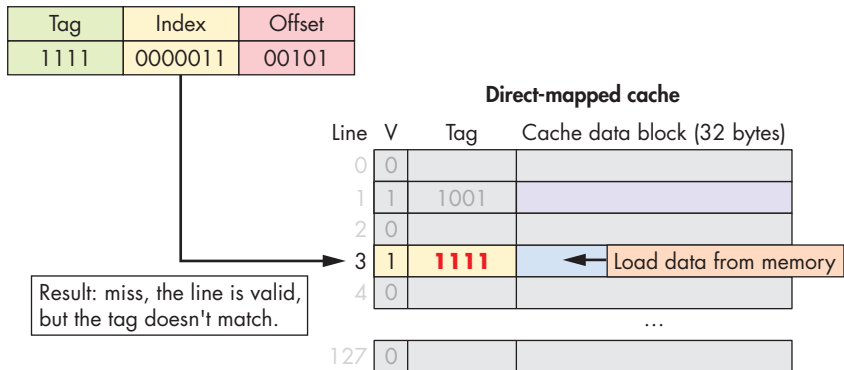 Tag Index Offset
1111 0000011 00101
Direct-mapped cache
Line V Tag Cache data block (32 bytes)
0 0
1 1 1001
2 0
3 1 1111 Load data from memory
Result: miss, the line is valid,
but the tag doesn't match.
4 0
...
127 0